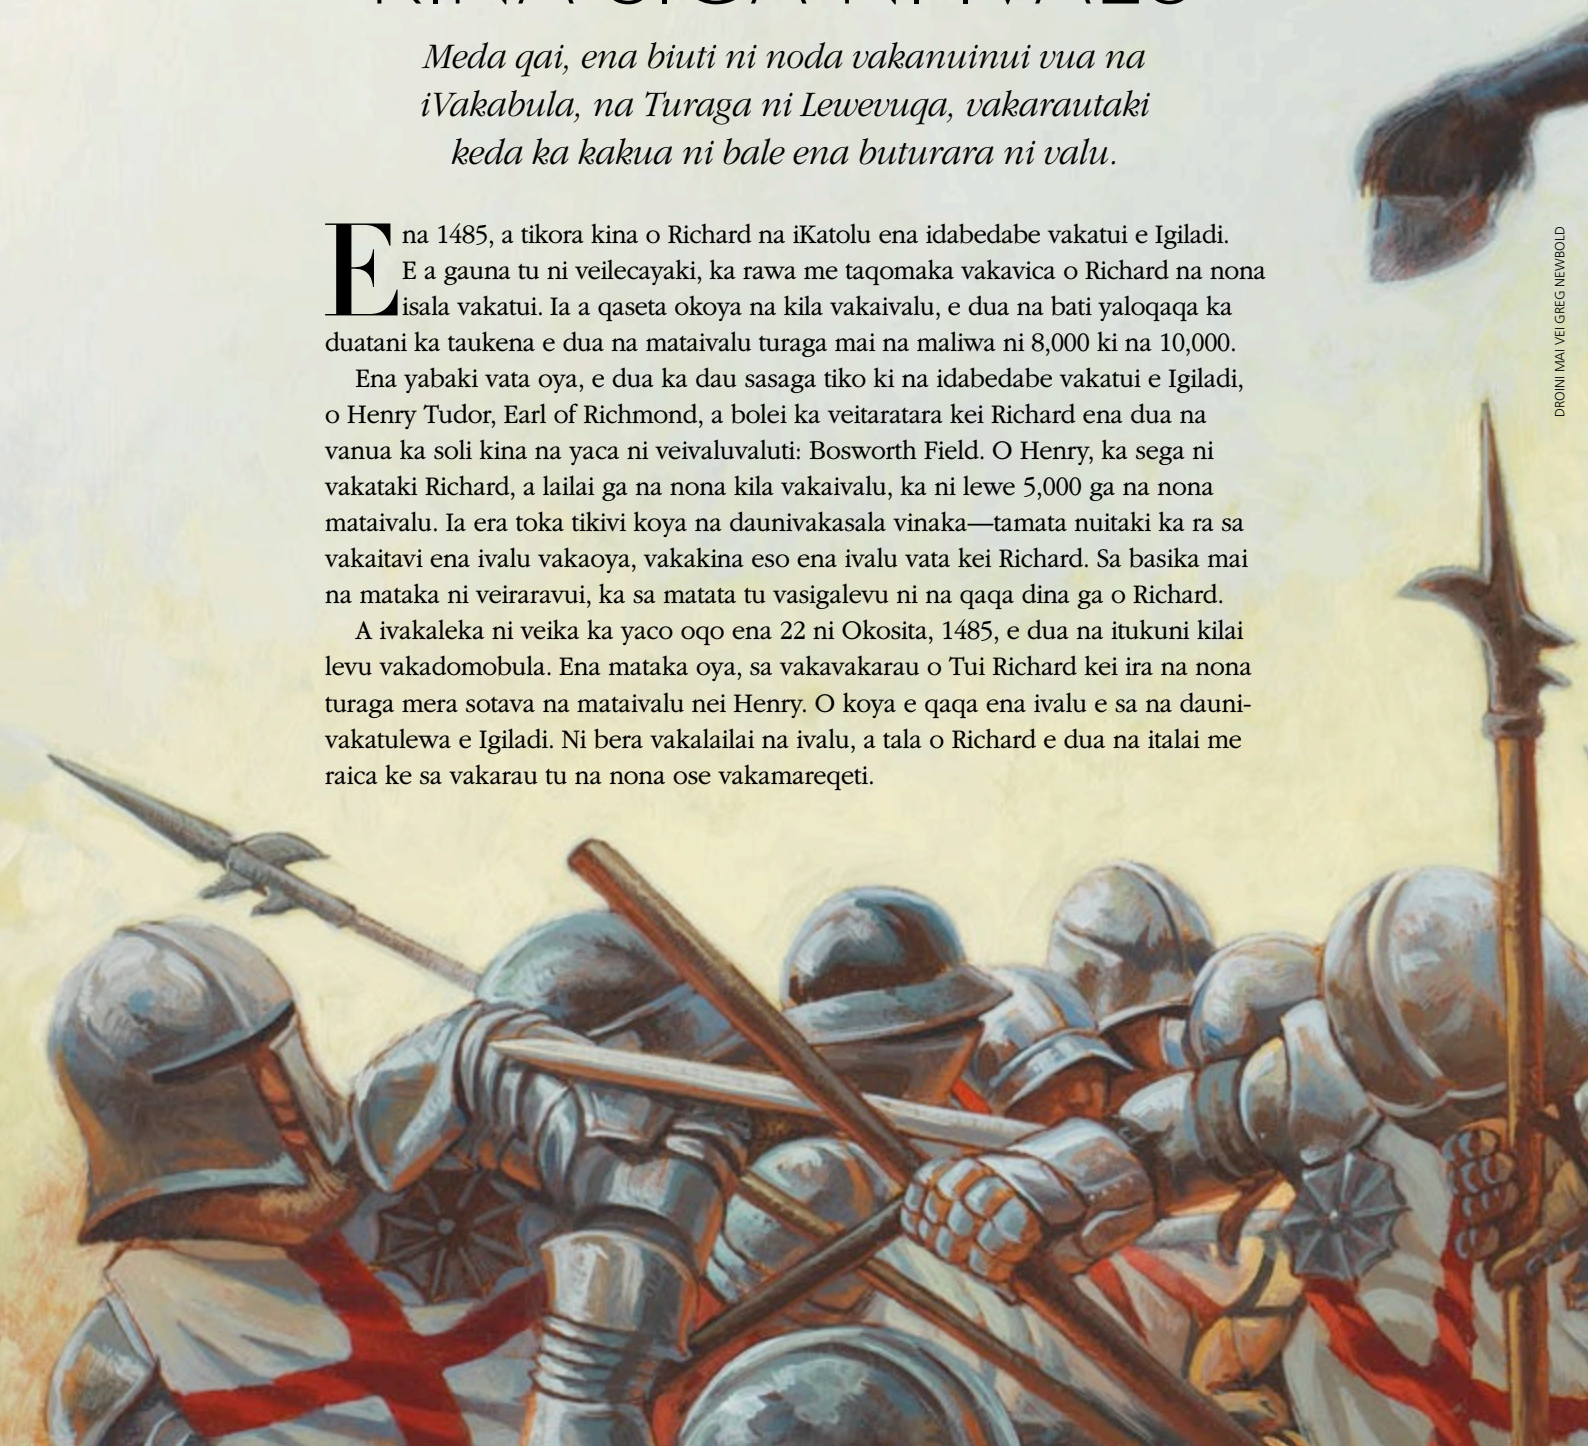 Meda qai, ena biuti ni noda vakanuinui vua na
iVakabula, na Turaga ni Lewevuqa, vakarautaki
keda ka kakua ni bale ena buturara ni valu.
Ena 1485, a tikora kina o Richard na iKatolu ena idabedabe vakatui e Igiladi.
E a gauna tu ni veilecayaki, ka rawa me taqomaka vakavica o Richard na nona
isala vakatui. Ia a qaseta okoya na kila vakaivalu, e dua na bati yaloqaqa ka
duatani ka taukena e dua na mataivalu turaga mai na maliwa ni 8,000 ki na 10,000.
Ena yabaki vata oya, e dua ka dau sasaga tiko ki na idabedabe vakatui e Igiladi,
o Henry Tudor, Earl of Richmond, a bolei ka veitaratara kei Richard ena dua na
vanua ka soli kina na yaca ni veivaluvaluti: Bosworth Field. O Henry, ka sega ni
vakataki Richard, a lailai ga na nona kila vakaivalu, ka ni lewe 5,000 ga na nona
mataivalu. Ia era toka tikivi koya na daunivakasala vinaka—tamata nuitaki ka ra sa
vakaitavi ena ivalu vakaoya, vakakina eso ena ivalu vata kei Richard. Sa basika mai
na mataka ni veiraravui, ka sa matata tu vasigalevu ni na qaqa dina ga o Richard.
A ivakaleka ni veika ka yaco oqo ena 22 ni Okosita, 1485, e dua na itukuni kilai
levu vakadomobula. Ena mataka oya, sa vakavakarau o Tui Richard kei ira na nona
turaga mera sotava na mataivalu nei Henry. O koya e qaqa ena ivalu e sa na dauni-
vakatulewa e Igiladi. Ni bera vakalailai na ivalu, a tala o Richard e dua na italai me
raica ke sa vakarau tu na nona ose vakamareqeti.
DROINI MAI VEI GREG NEWBOLD